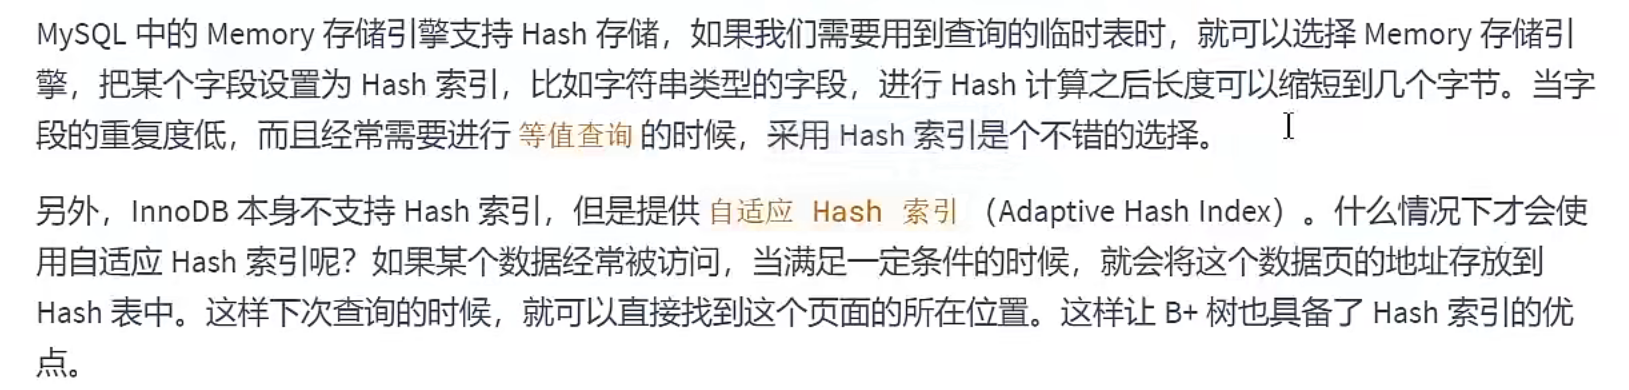 MySQL 中的 Memory 存储引擎支持 Hash 存储，如果我们需要用到查询的临时表时，就可以选择 Memory 存储引
擎，把某个字段设置为 Hash 索引，比如字符串类型的字段，进行 Hash 计算之后长度可以缩短到几个字节。当字
段的重复度低，而且经常需要进行 等值查询 的时候，采用 Hash 索引是个不错的选择。
另外，InnoDB 本身不支持 Hash 索引，但是提供 自适应 Hash 索引 （Adaptive Hash Index）。什么情况下才会使
用自适应 Hash 索引呢？如果某个数据经常被访问，当满足一定条件的时候，就会将这个数据页的地址存放到
Hash 表中。这样下次查询的时候，就可以直接找到这个页面的所在位置。这样让 B+ 树也具备了 Hash 索引的优
点。